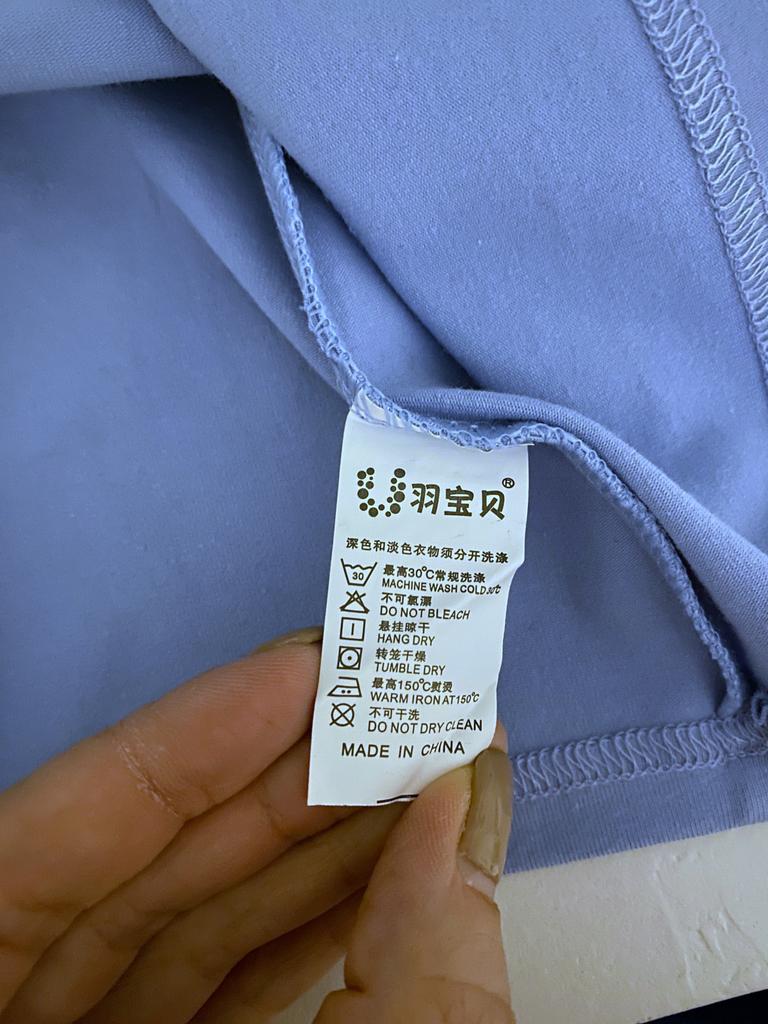 羽宝贝®
深色和淡色衣物须分开洗涤
30 最高30℃常规洗涤
MACHINE WASH COLD 30℃
不可氯漂
DO NOT BLEACH
悬挂晾干
HANG DRY
转笼干燥
TUMBLE DRY
最高150℃熨烫
WARM IRON AT 150℃
不可干洗
DO NOT DRY CLEAN
MADE IN CHINA